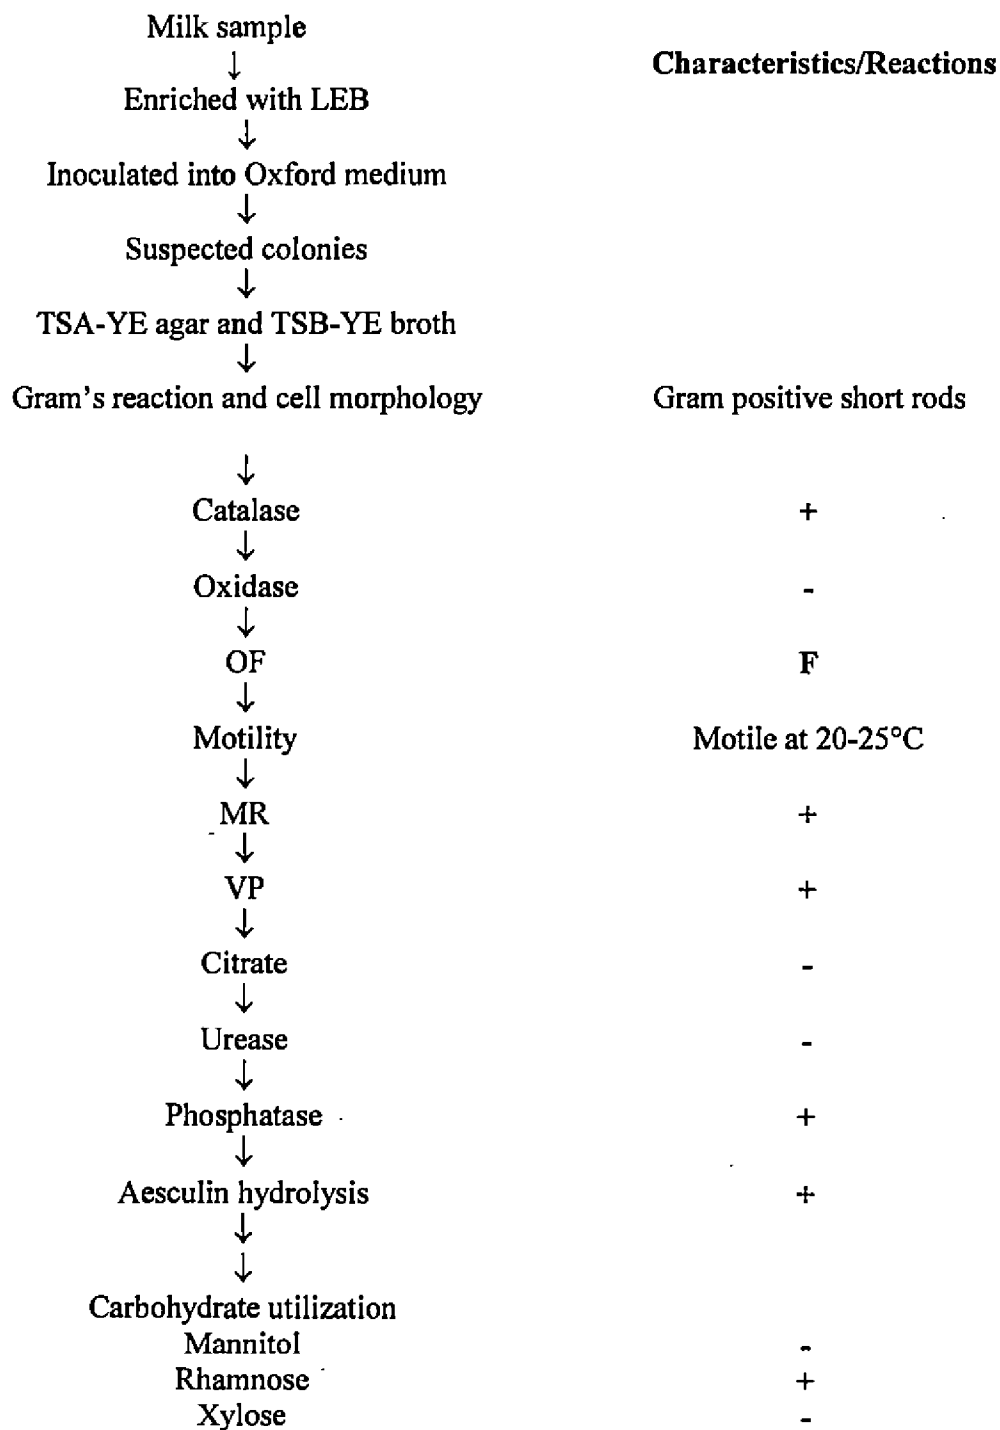 Milk sample
Characteristics/Reactions
↓
Enriched with LEB
↓
Inoculated into Oxford medium
↓
Suspected colonies
↓
TSA-YE agar and TSB-YE broth
↓
Gram's reaction and cell morphology Gram positive short rods
↓
Catalase +
↓
Oxidase -
↓
OF F
↓
Motility Motile at 20-25°C
↓
MR +
↓
VP +
↓
Citrate -
↓
Urease -
↓
Phosphatase +
↓
Aesculin hydrolysis +
↓
↓
Carbohydrate utilization
Mannitol -
Rhamnose +
Xylose -